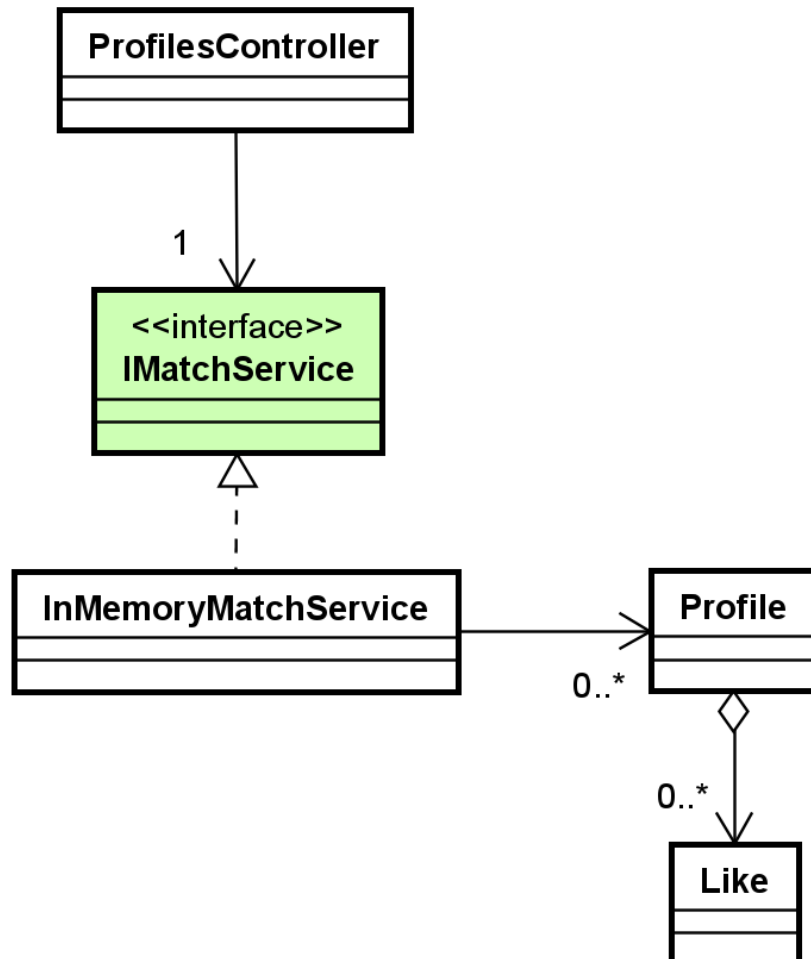 ProfilesController
1
<<interface>>
IMatchService
InMemoryMatchService
Profile
0..*
0..*
Like